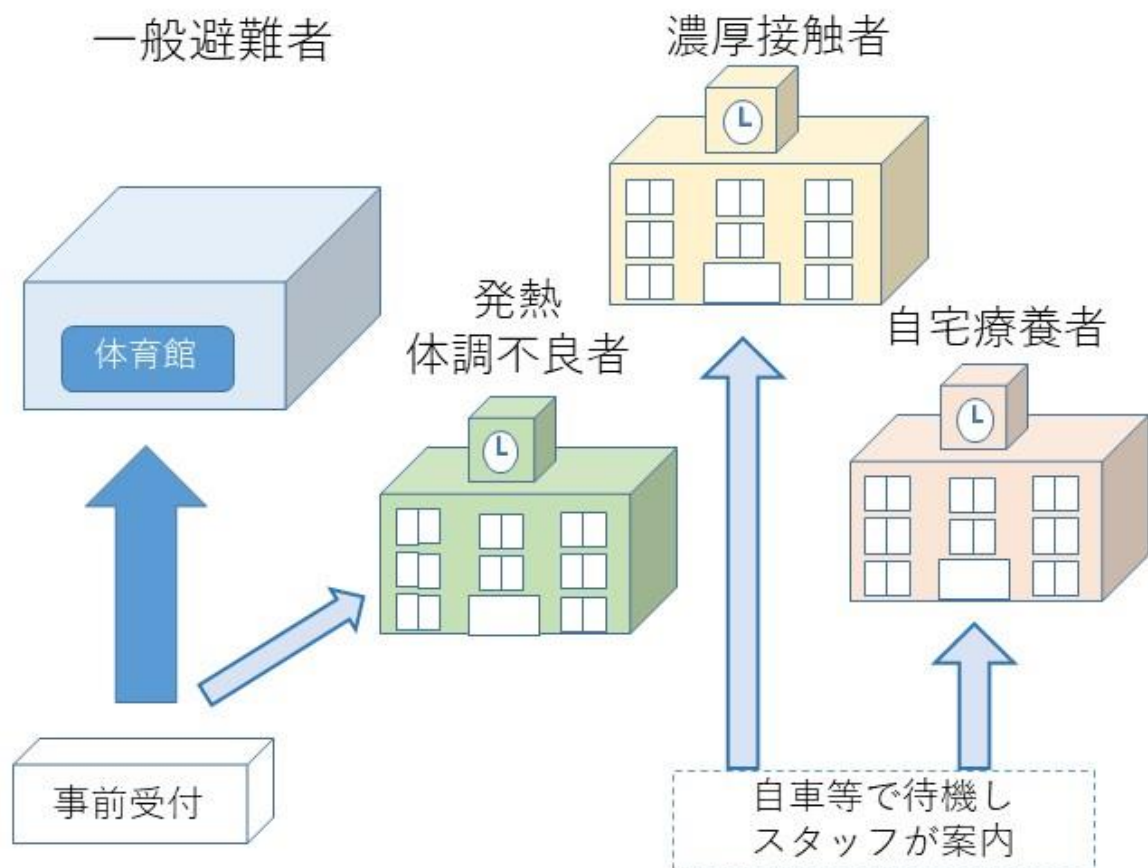 一般避難者
濃厚接触者
体育館
発熱
体調不良者
自宅療養者
事前受付
自車等で待機し
スタッフが案内